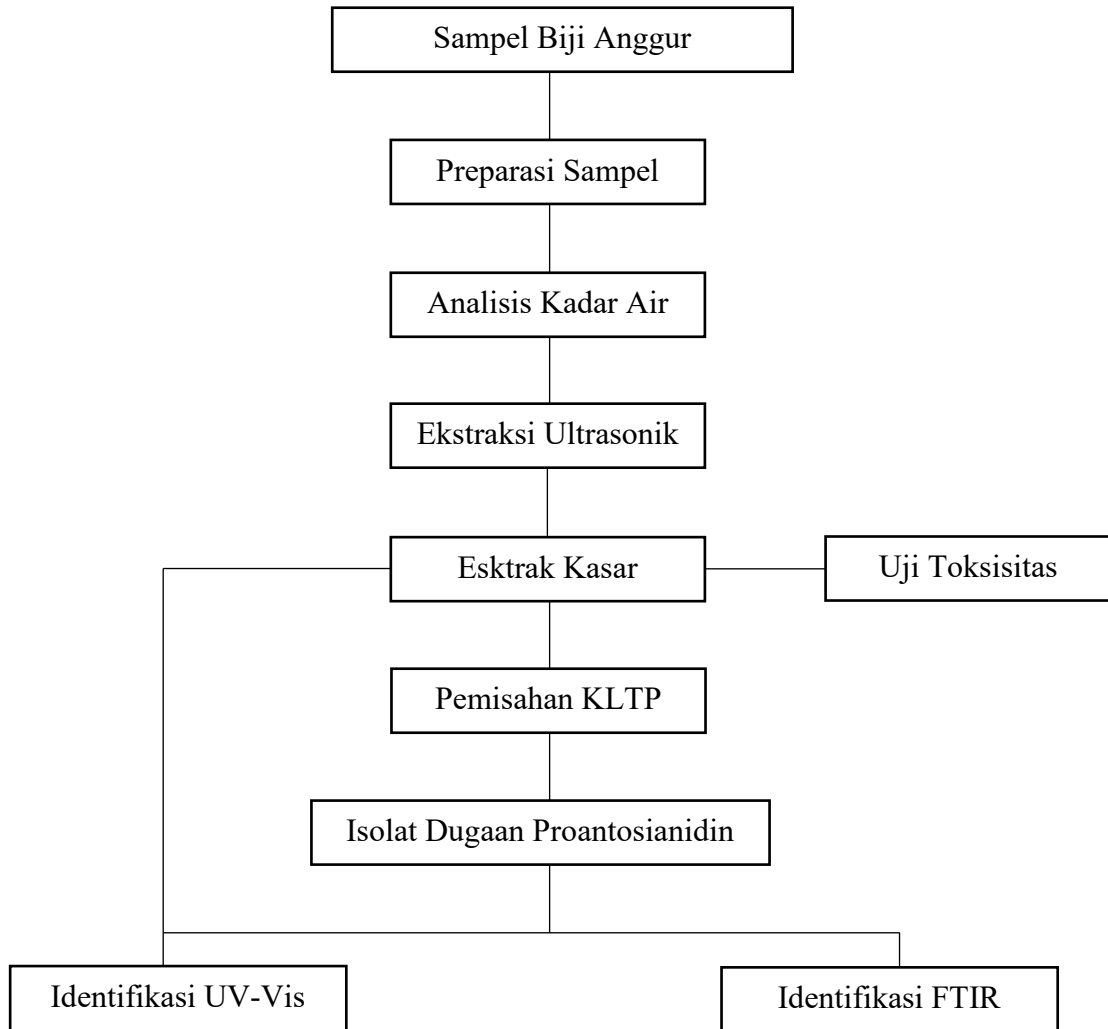 Sampel Biji Anggur
Preparasi Sampel
Analisis Kadar Air
Ekstraksi Ultrasonik
Esktrak Kasar
Uji Toksisitas
Pemisahan KLTP
Isolat Dugaan Proantosianidin
Identifikasi UV-Vis
Identifikasi FTIR